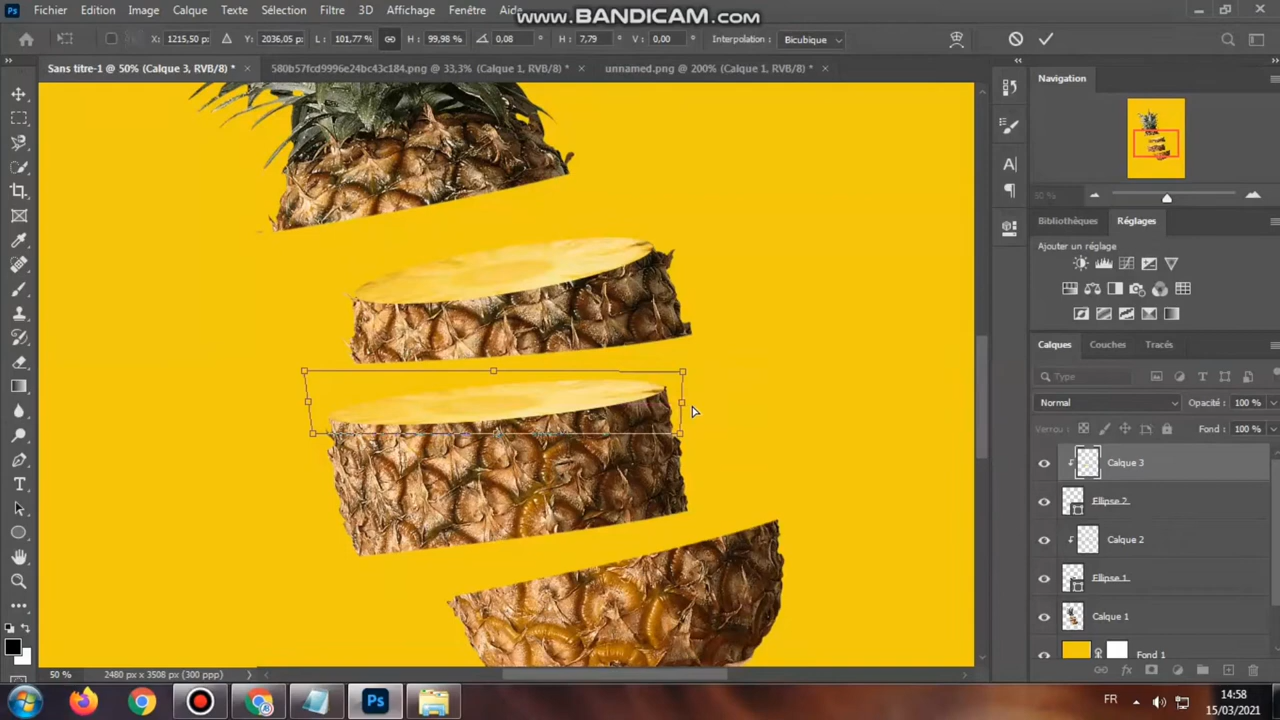 www.BANDICAM.com
Ps Fichier Edition Image Calque Texte Sélection Filtre 3D Affichage Fenêtre Aide
X: 1215,50 px Y: 2036,05 px L: 101,77 % H: 99,98 % 0,08 ° H: 7,79 ° V: 0,00 ° Interpolation : Bicubique
Sans titre-1 @ 50% (Calque 3, RVB/8) * × 580b57fcd9996e24bc43c184.png @ 33,3% (Calque 1, RVB/8) * × unnamed.png @ 200% (Calque 1, RVB/8) * ×
Navigation
50 %
Bibliothèques Réglages
Ajouter un réglage
Calques Couches Tracés
Type
Normal Opacité : 100 %
Verrou : Fond : 100 %
Calque 3
Ellipse 2
Calque 2
Ellipse 1
Calque 1
Fond 1
50 % 2480 px x 3508 px (300 ppp)
Ps FR 14:58
15/03/2021